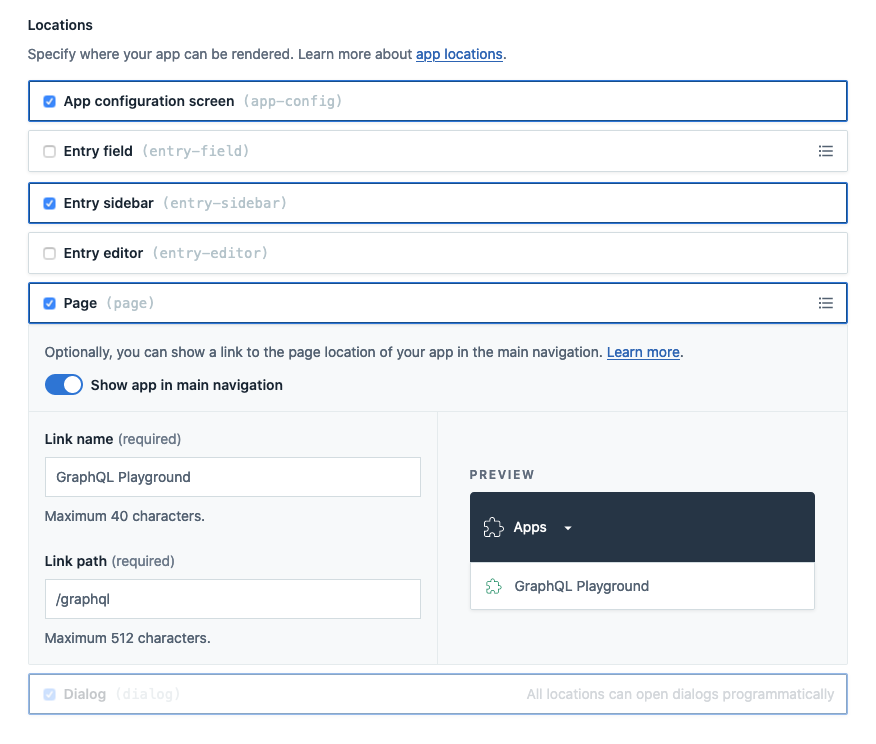 Locations
Specify where your app can be rendered. Learn more about app locations.
App configuration screen (app-config)
Entry field (entry-field)
Entry sidebar (entry-sidebar)
Entry editor (entry-editor)
Page (page)
Optionally, you can show a link to the page location of your app in the main navigation. Learn more.
Show app in main navigation
Link name (required)
GraphQL Playground
Maximum 40 characters.
Link path (required)
/graphql
Maximum 512 characters.
PREVIEW
Apps
GraphQL Playground
Dialog (dialog) All locations can open dialogs programmatically